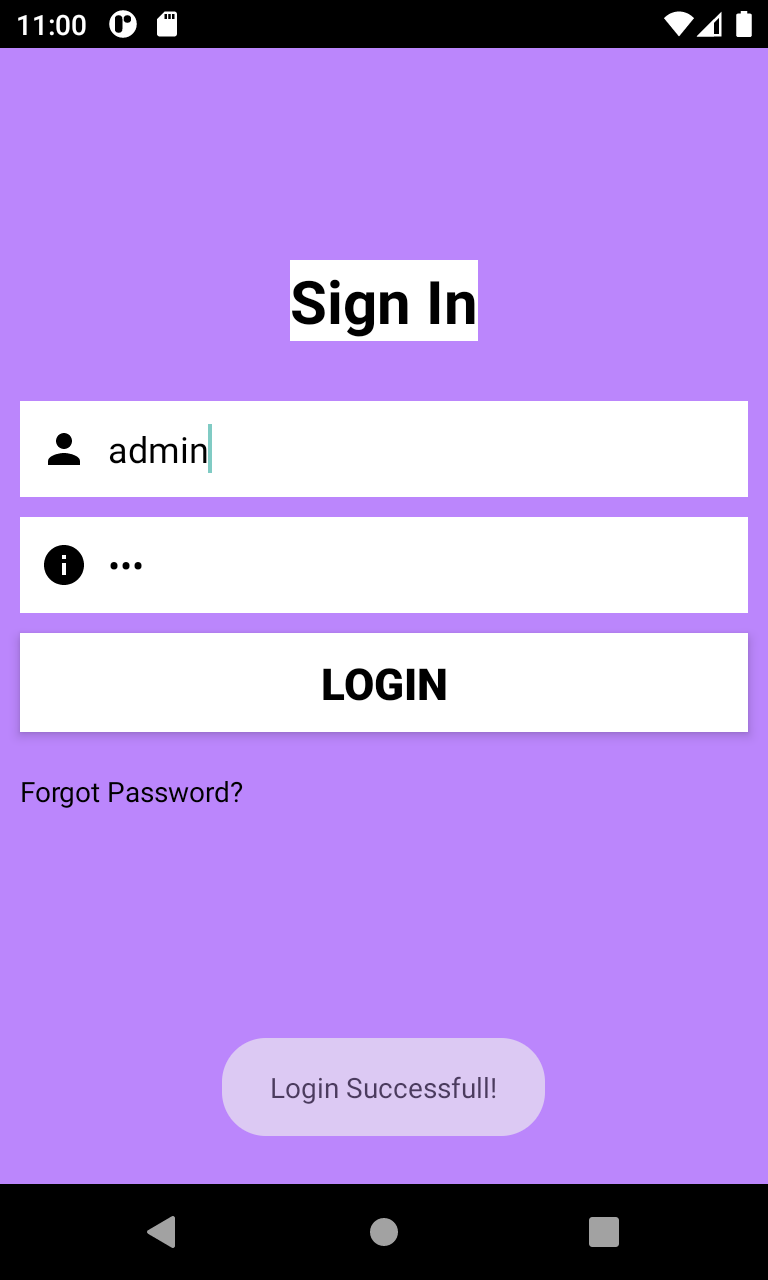 11:00
Sign In
admin
•••
LOGIN
Forgot Password?
Login Successfull!